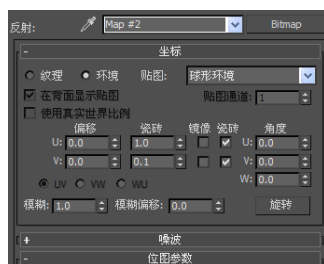 反射: Map #2 Bitmap
- 坐标
纹理 环境 贴图: 球形环境
在背面显示贴图 贴图通道: 1
使用真实世界比例
偏移 瓷砖 镜像 瓷砖 角度
U: 0.0 1.0 U: 0.0
V: 0.0 0.1 V: 0.0
W: 0.0
UV VW WU
模糊: 1.0 模糊偏移: 0.0 旋转
+ 噪波
- 位图参数